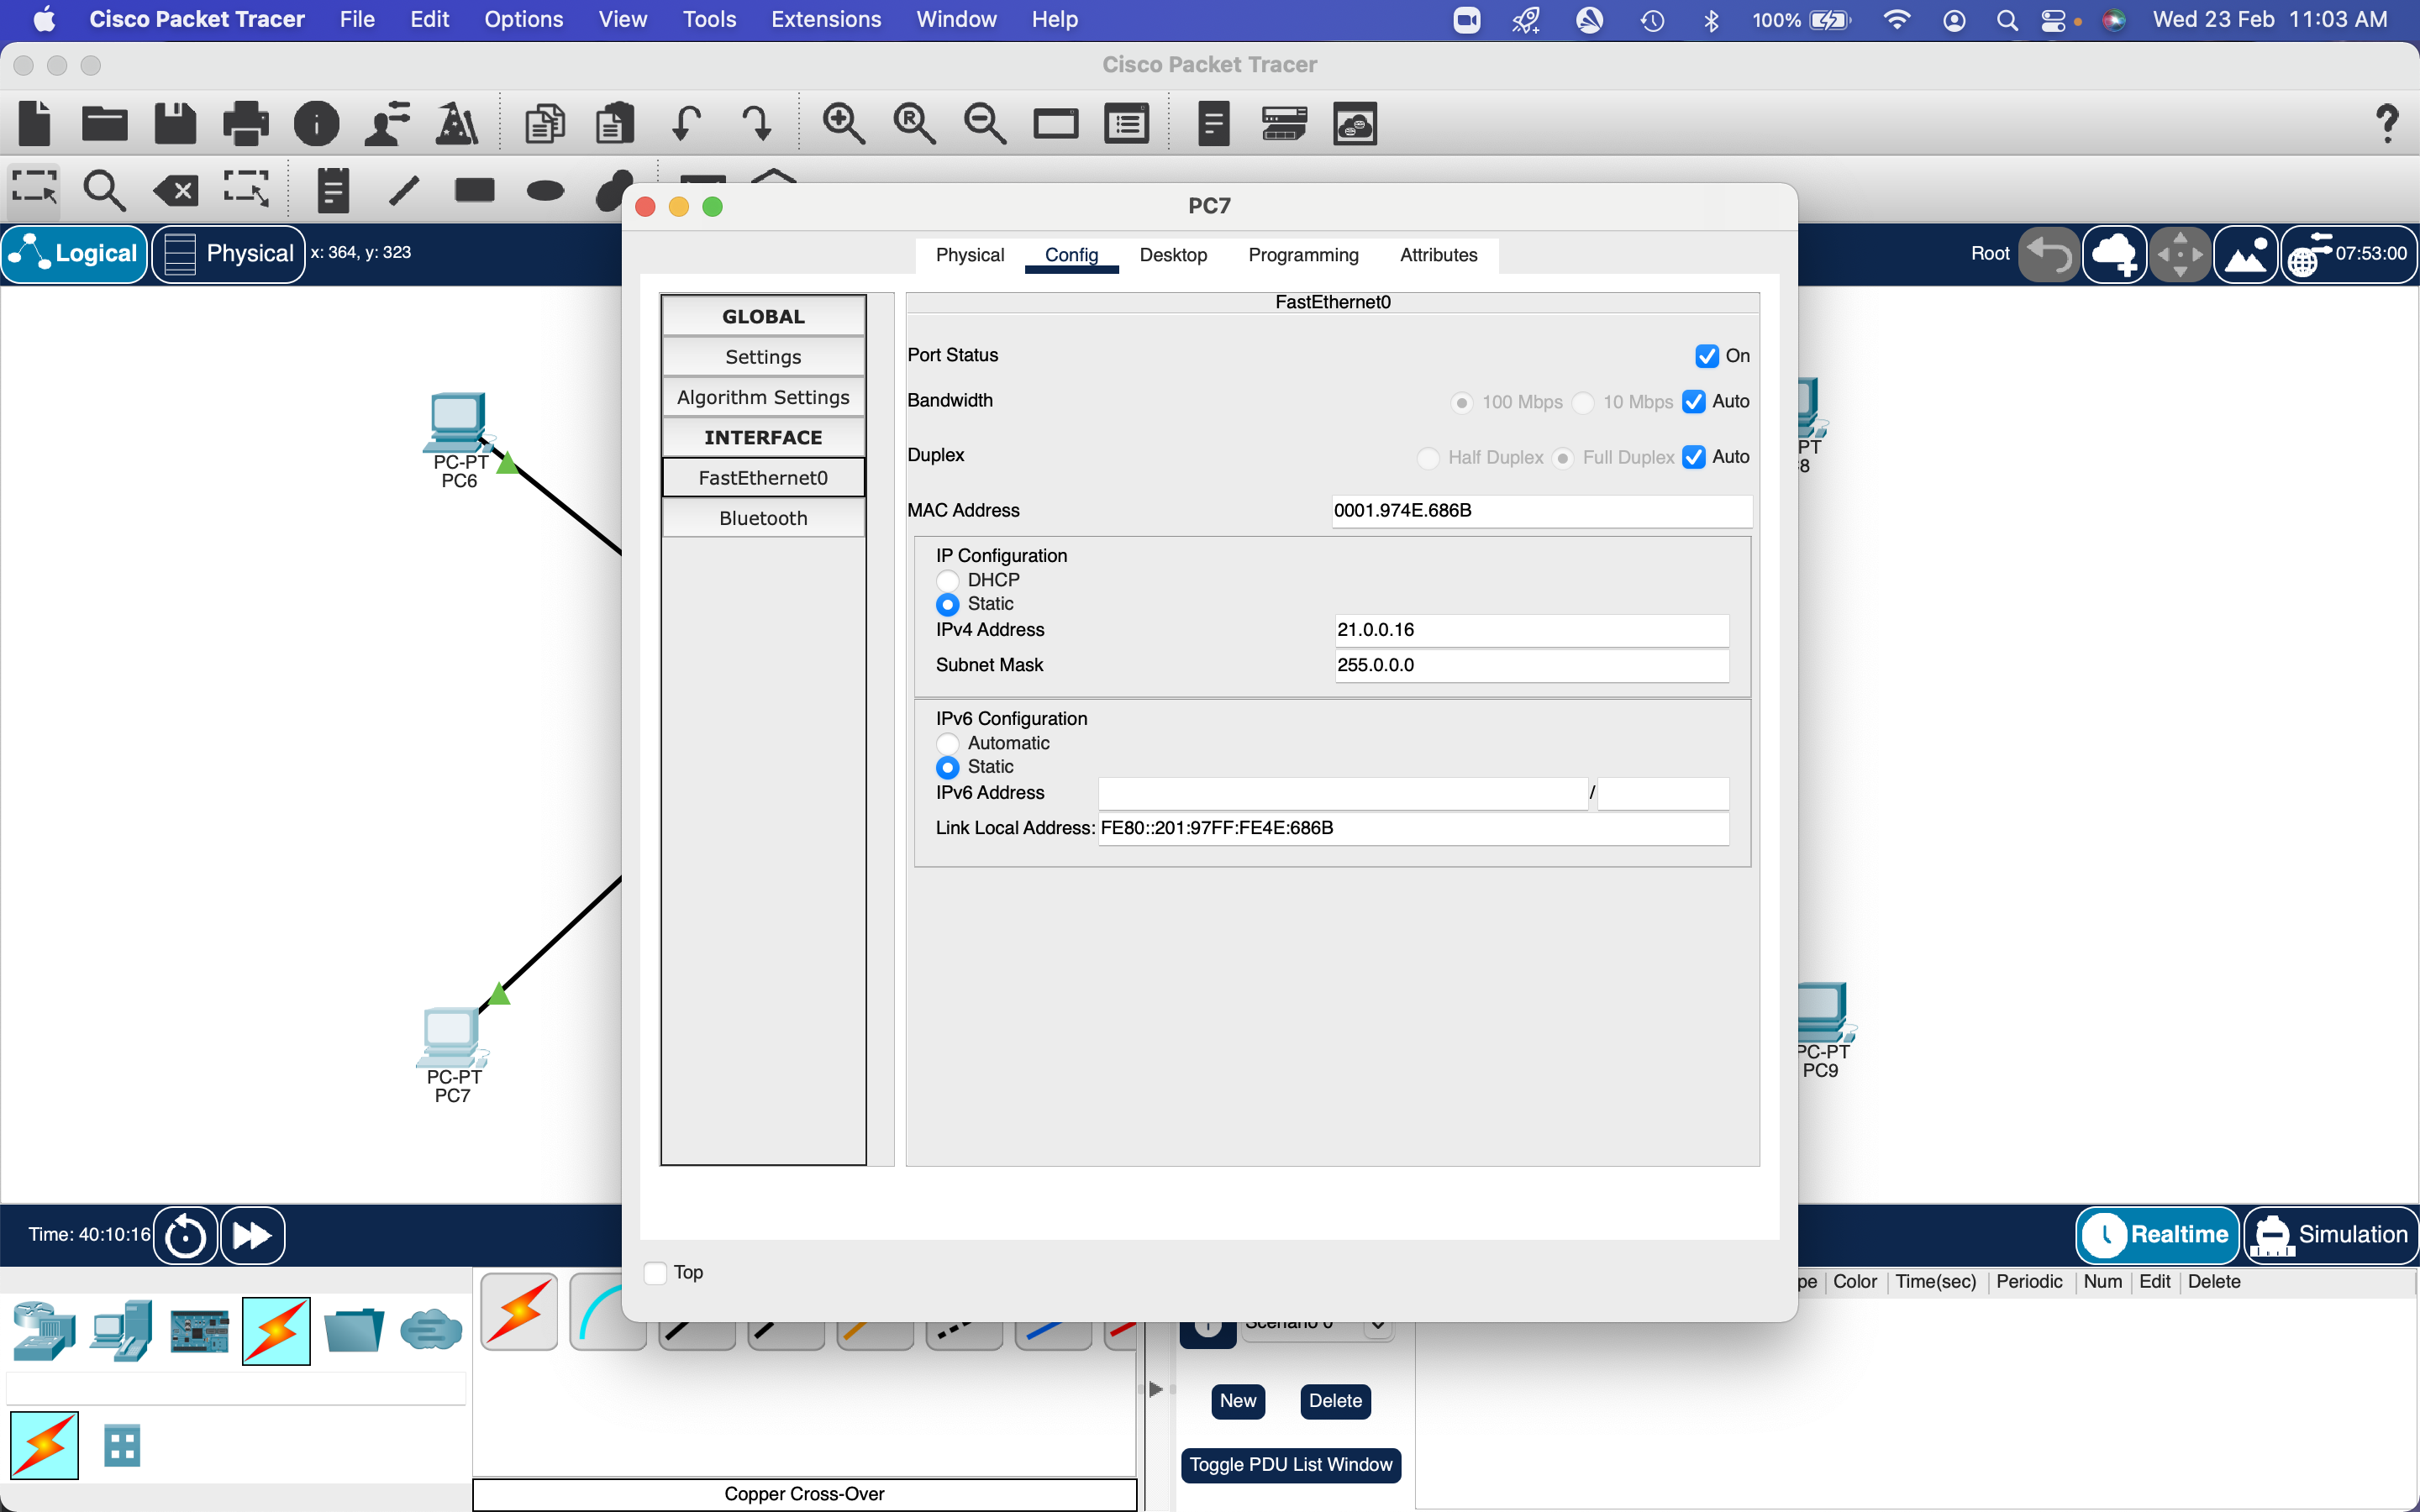 Cisco Packet Tracer File Edit Options View Tools Extensions Window Help 100% Wed 23 Feb 11:03 AM
Cisco Packet Tracer
PC7
Logical Physical x: 364, y: 323 Root 07:53:00
Physical Config Desktop Programming Attributes
GLOBAL
Settings
Algorithm Settings
INTERFACE
FastEthernet0
Bluetooth
FastEthernet0
Port Status On
Bandwidth 100 Mbps 10 Mbps Auto
Duplex Half Duplex Full Duplex Auto
MAC Address 0001.974E.686B
IP Configuration
DHCP
Static
IPv4 Address 21.0.0.16
Subnet Mask 255.0.0.0
IPv6 Configuration
Automatic
Static
IPv6 Address /
Link Local Address: FE80::201:97FF:FE4E:686B
Top
PC-PT
PC6
PC-PT
PC7
PT
8
PC-PT
PC9
Time: 40:10:16 Realtime Simulation
pe Color Time(sec) Periodic Num Edit Delete
Scenario 0
New Delete
Toggle PDU List Window
Copper Cross-Over